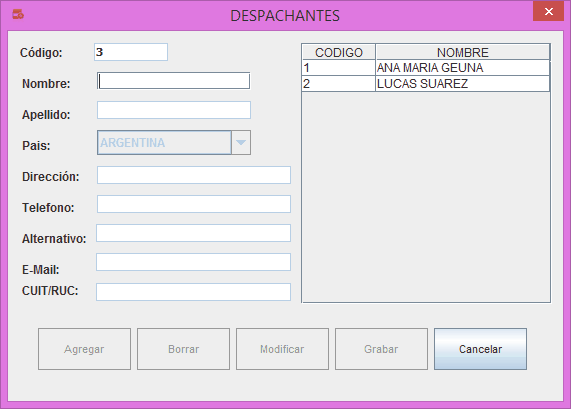 DESPACHANTES
Código: 3
Nombre:
Apellido:
Pais: ARGENTINA
Dirección:
Telefono:
Alternativo:
E-Mail:
CUIT/RUC:
CODIGO NOMBRE
1 ANA MARIA GEUNA
2 LUCAS SUAREZ
Agregar Borrar Modificar Grabar Cancelar